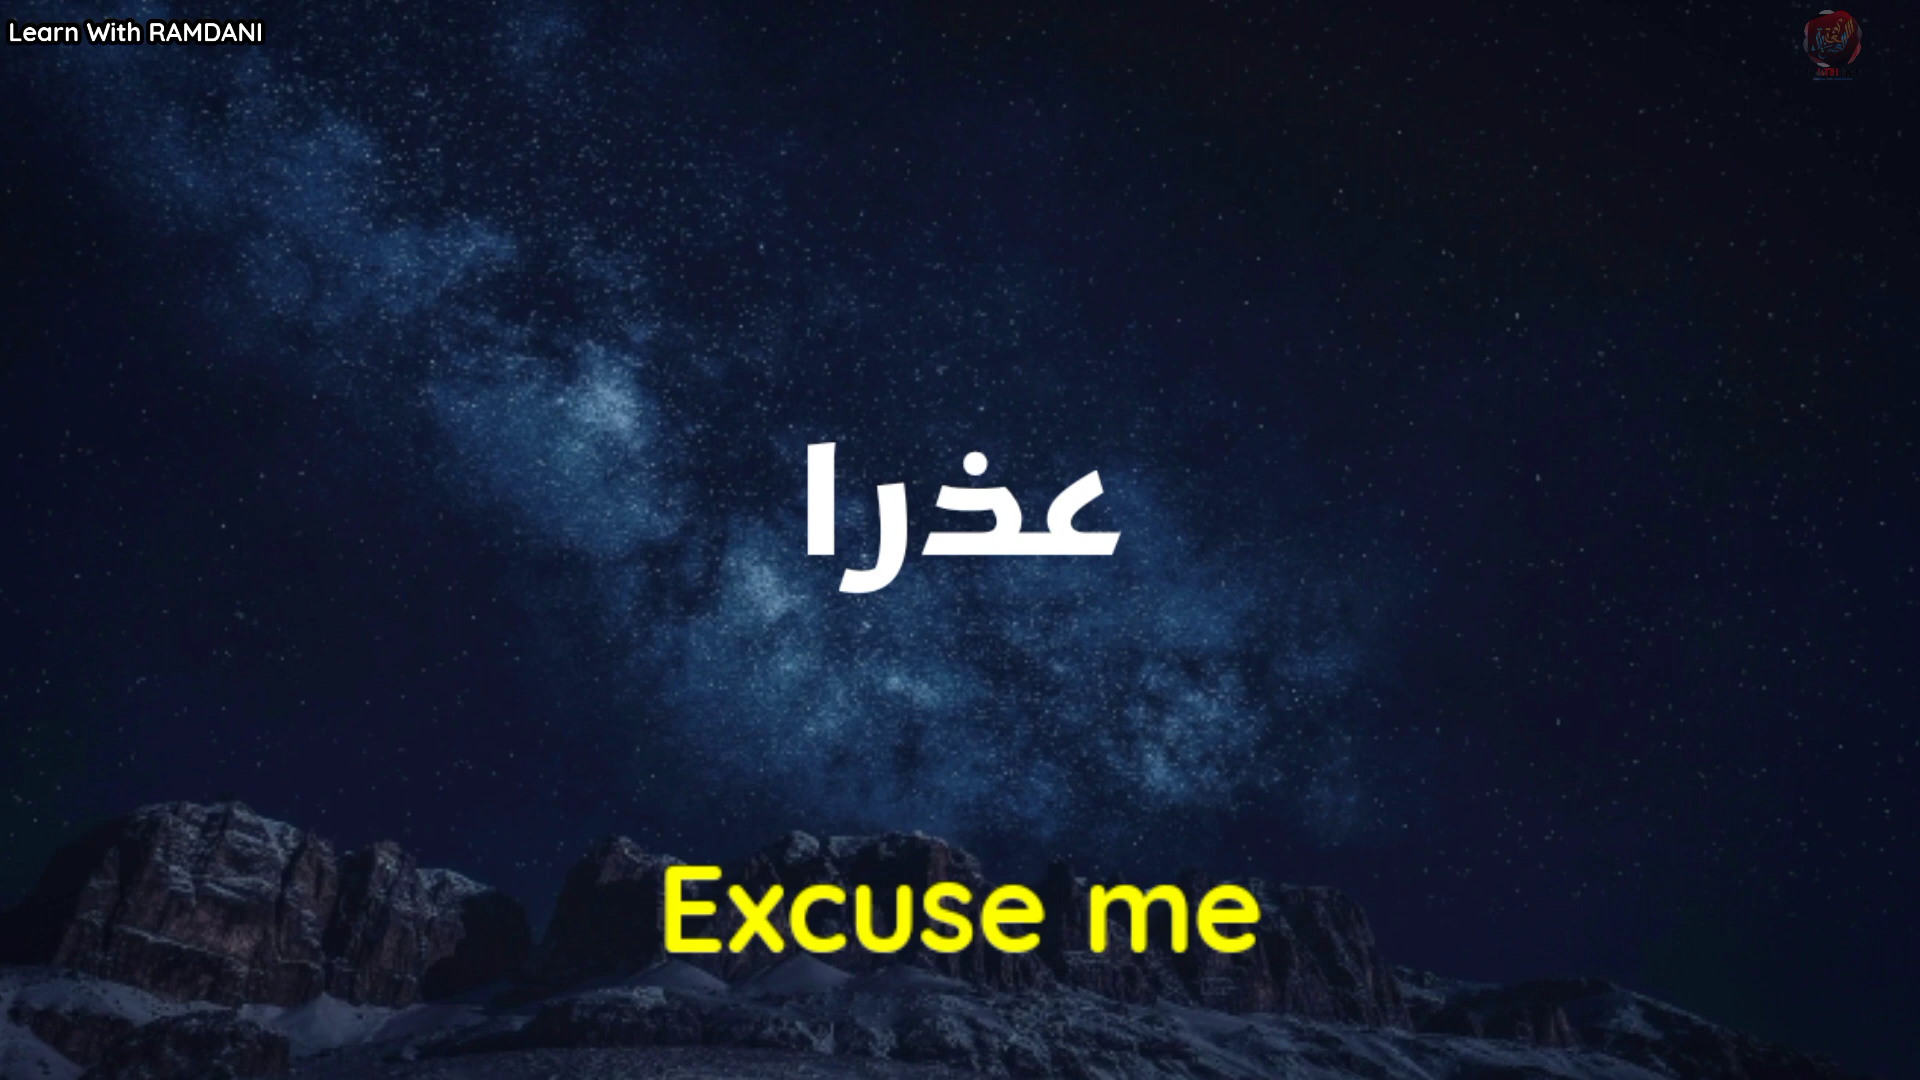 Learn With RAMDANI
عذرا
Excuse me